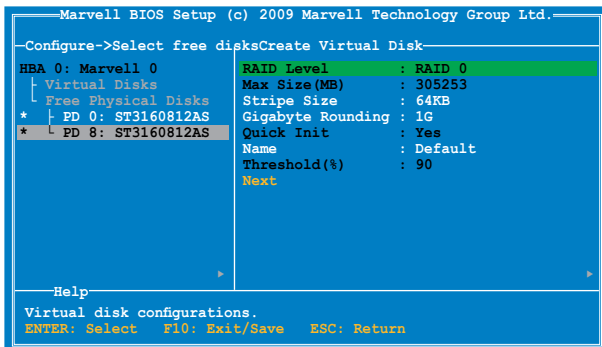 Marvell BIOS Setup (c) 2009 Marvell Technology Group Ltd.
Configure->Select free disksCreate Virtual Disk
HBA 0: Marvell 0
Virtual Disks
Free Physical Disks
* PD 0: ST3160812AS
* PD 8: ST3160812AS
RAID Level : RAID 0
Max Size(MB) : 305253
Stripe Size : 64KB
Gigabyte Rounding : 1G
Quick Init : Yes
Name : Default
Threshold(%) : 90
Next
Help
Virtual disk configurations.
ENTER: Select F10: Exit/Save ESC: Return